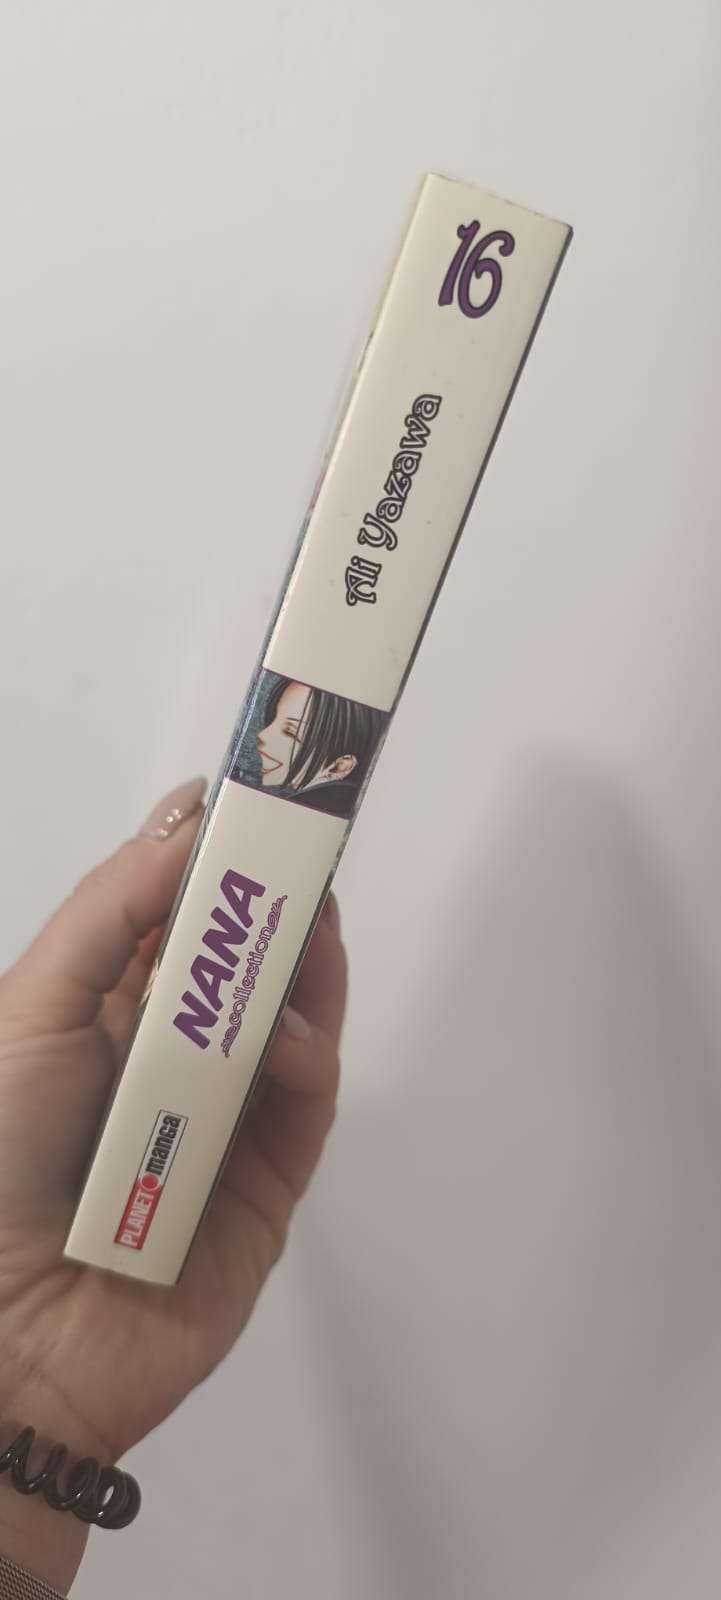 16
Ai Yazawa
NANA
collection
PLANET manga